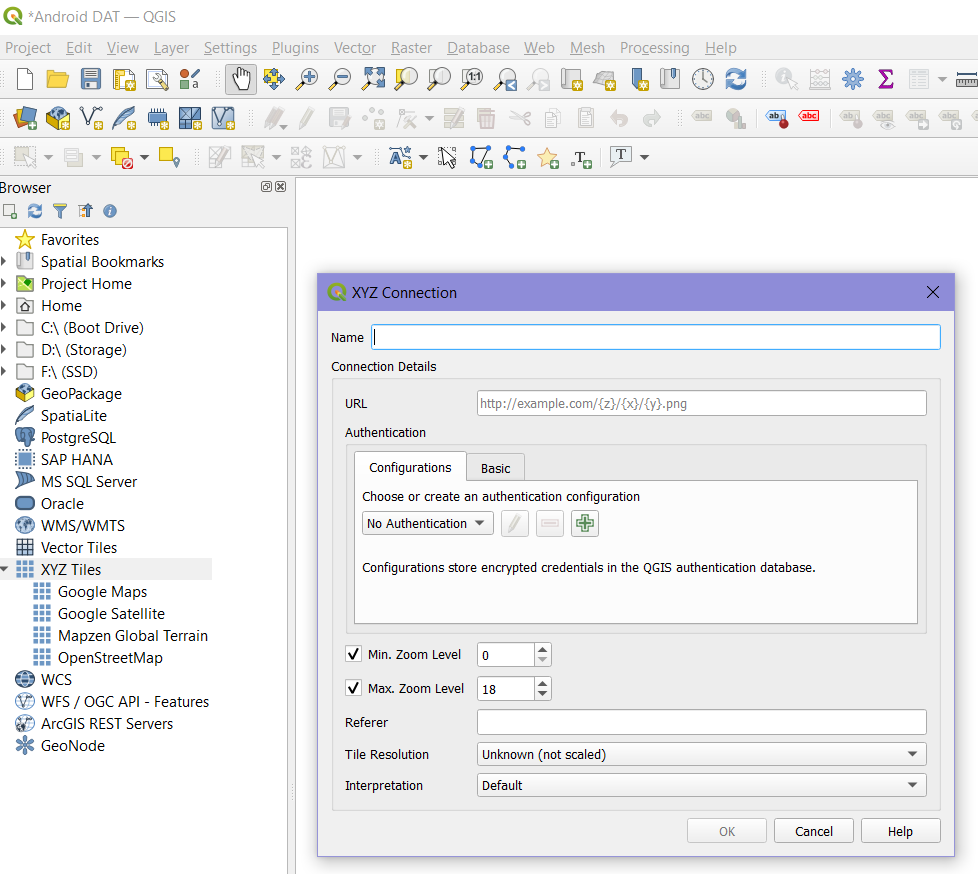 *Android DAT — QGIS
Project Edit View Layer Settings Plugins Vector Raster Database Web Mesh Processing Help
1:1
abc abc abc
T
T
Browser
Favorites
Spatial Bookmarks
Project Home
Home
C:\ (Boot Drive)
D:\ (Storage)
F:\ (SSD)
GeoPackage
SpatiaLite
PostgreSQL
SAP HANA
MS SQL Server
Oracle
WMS/WMTS
Vector Tiles
XYZ Tiles
Google Maps
Google Satellite
Mapzen Global Terrain
OpenStreetMap
WCS
WFS / OGC API - Features
ArcGIS REST Servers
GeoNode
XYZ Connection
Name
Connection Details
URL http://example.com/{z}/{x}/{y}.png
Authentication
Configurations Basic
Choose or create an authentication configuration
No Authentication
Configurations store encrypted credentials in the QGIS authentication database.
Min. Zoom Level 0
Max. Zoom Level 18
Referer
Tile Resolution Unknown (not scaled)
Interpretation Default
OK Cancel Help